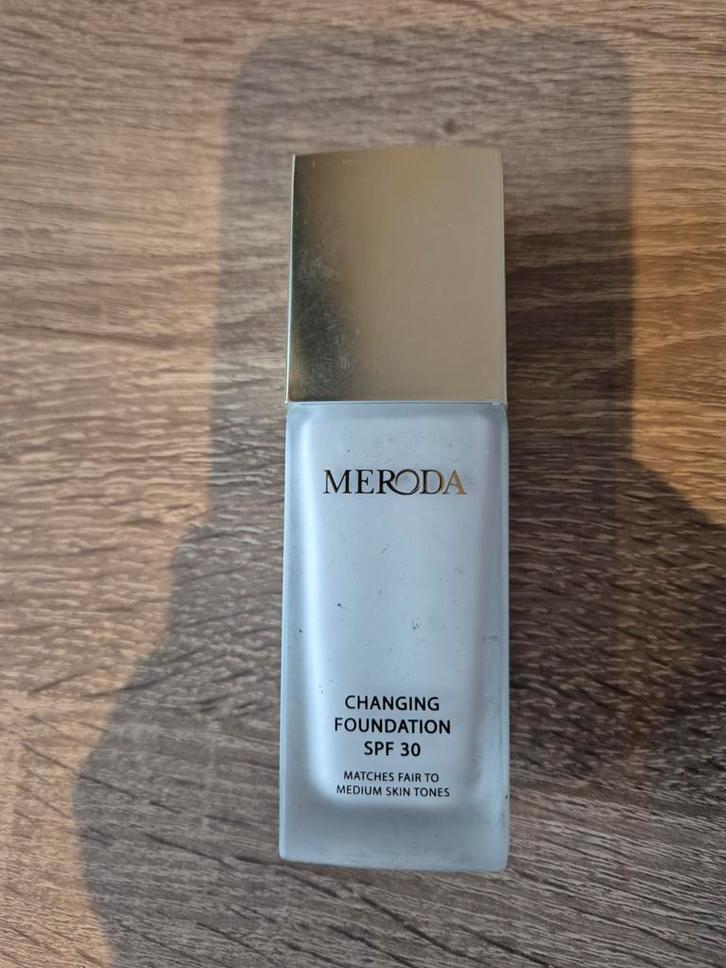 MERODA
CHANGING
FOUNDATION
SPF 30
MATCHES FAIR TO
MEDIUM SKIN TONES